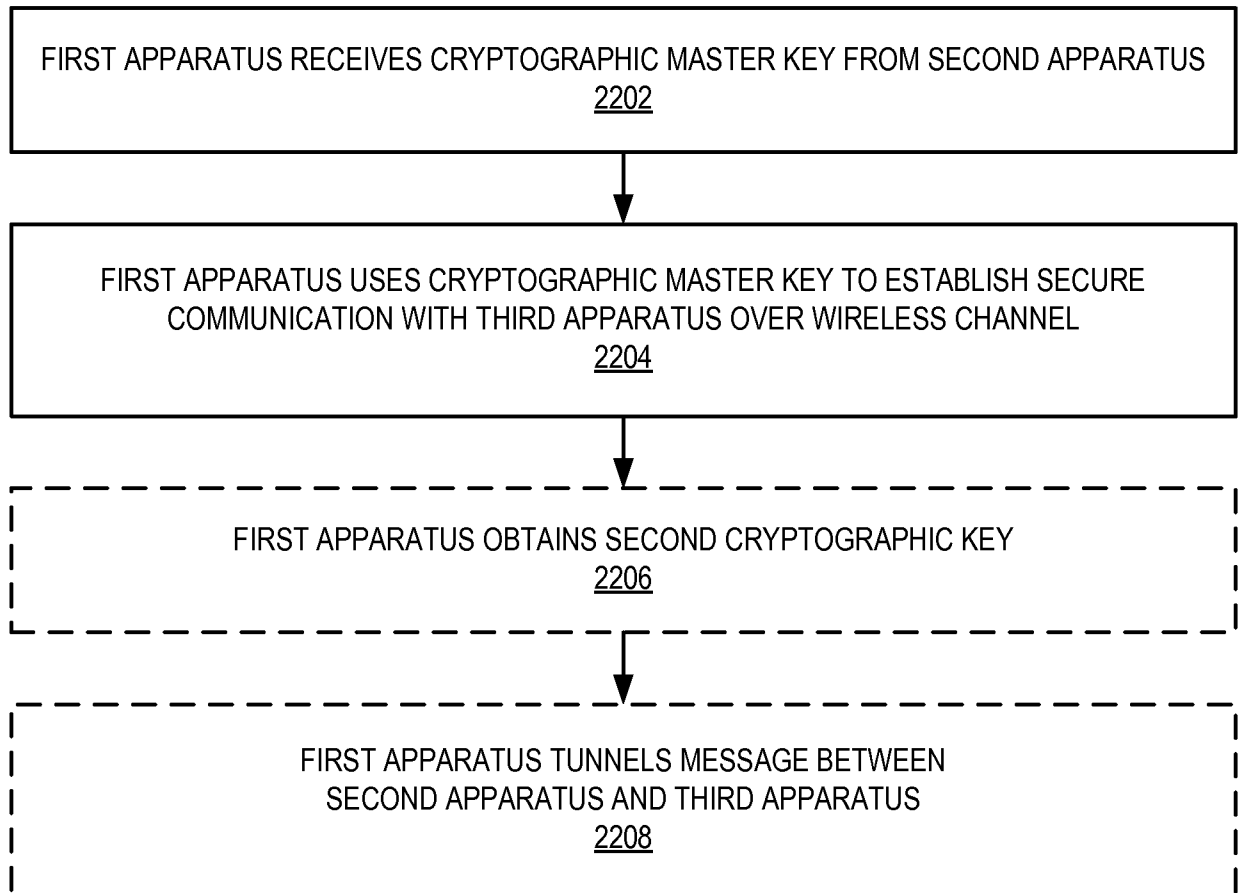 FIRST APPARATUS RECEIVES CRYPTOGRAPHIC MASTER KEY FROM SECOND APPARATUS
2202
FIRST APPARATUS USES CRYPTOGRAPHIC MASTER KEY TO ESTABLISH SECURE
COMMUNICATION WITH THIRD APPARATUS OVER WIRELESS CHANNEL
2204
FIRST APPARATUS OBTAINS SECOND CRYPTOGRAPHIC KEY
2206
FIRST APPARATUS TUNNELS MESSAGE BETWEEN
SECOND APPARATUS AND THIRD APPARATUS
2208